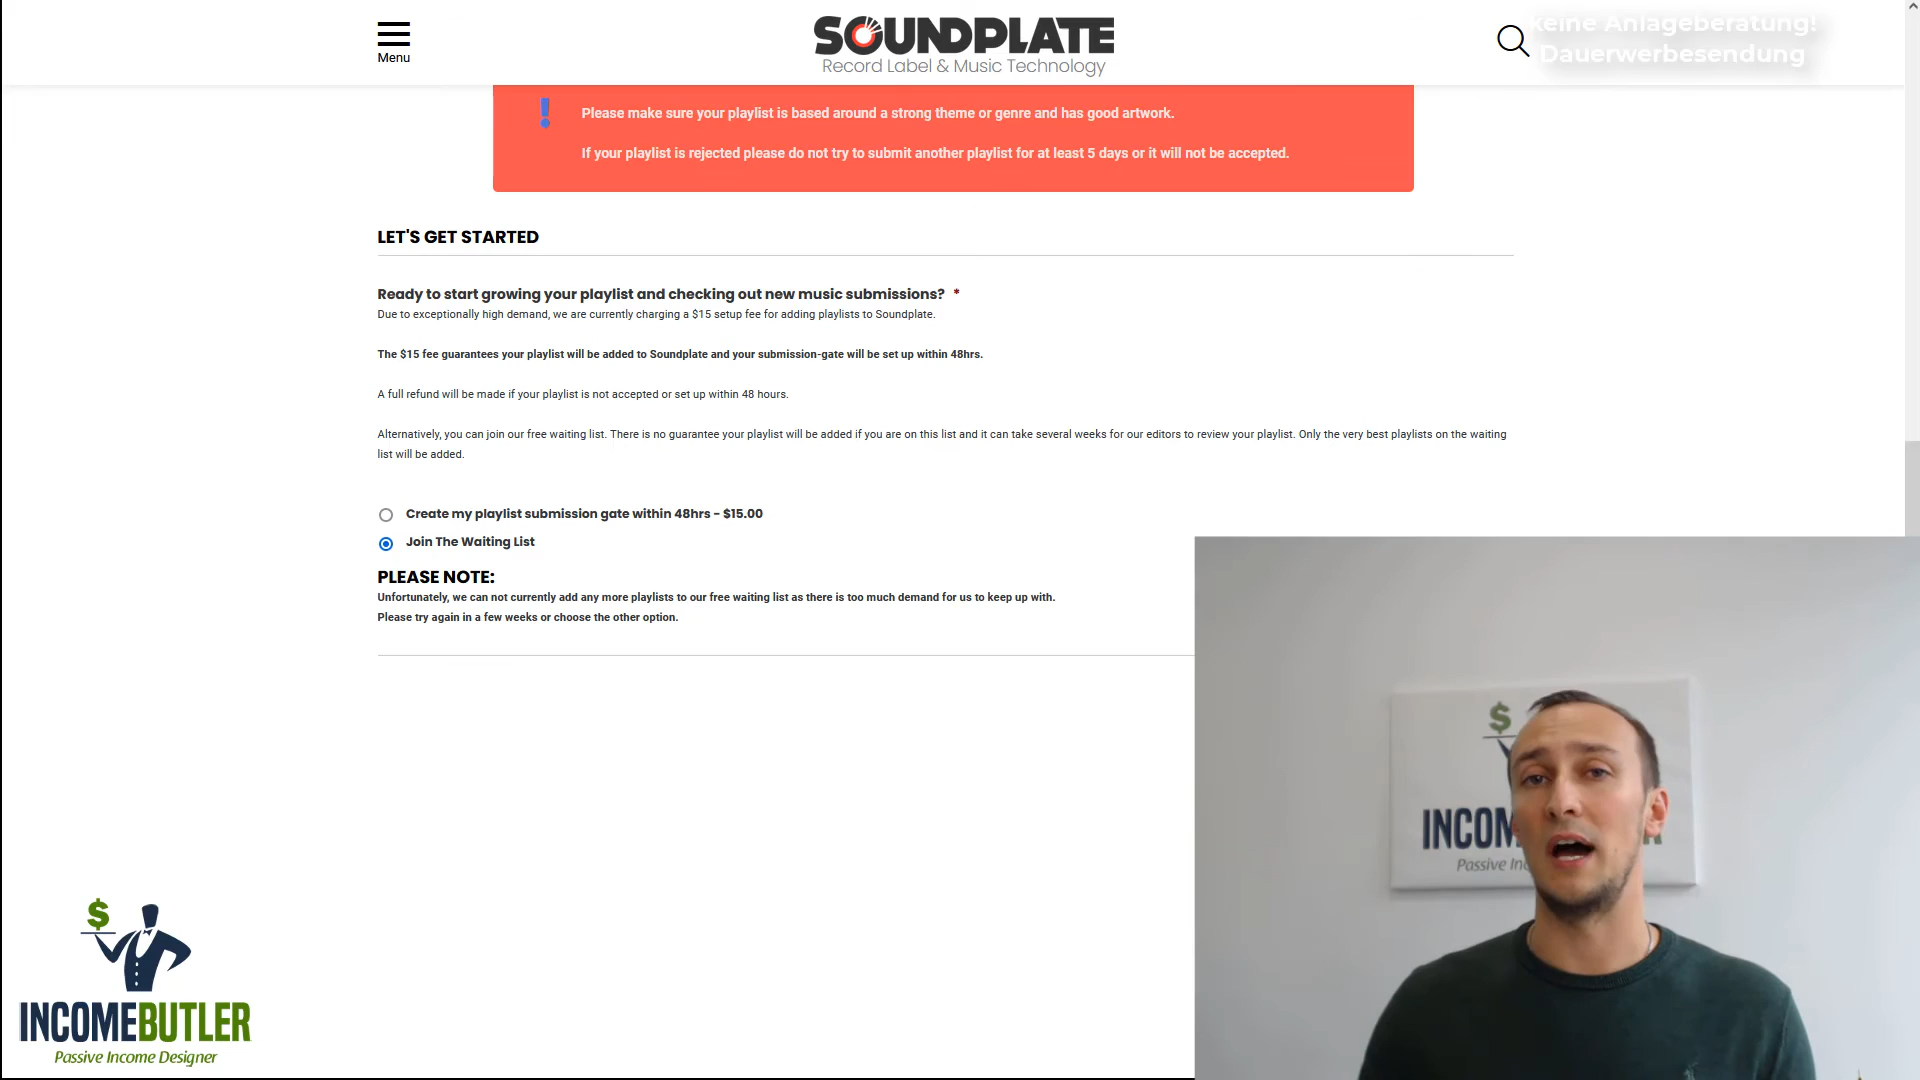 Menu
SOUNDPLATE
Record Label & Music Technology
keine Anlageberatung!
Dauerwerbesendung
Please make sure your playlist is based around a strong theme or genre and has good artwork.
If your playlist is rejected please do not try to submit another playlist for at least 5 days or it will not be accepted.
LET'S GET STARTED
Ready to start growing your playlist and checking out new music submissions? *
Due to exceptionally high demand, we are currently charging a $15 setup fee for adding playlists to Soundplate.
The $15 fee guarantees your playlist will be added to Soundplate and your submission-gate will be set up within 48hrs.
A full refund will be made if your playlist is not accepted or set up within 48 hours.
Alternatively, you can join our free waiting list. There is no guarantee your playlist will be added if you are on this list and it can take several weeks for our editors to review your playlist. Only the very best playlists on the waiting
list will be added.
Create my playlist submission gate within 48hrs - $15.00
Join The Waiting List
PLEASE NOTE:
Unfortunately, we can not currently add any more playlists to our free waiting list as there is too much demand for us to keep up with.
Please try again in a few weeks or choose the other option.
$
INCOMEBUTLER
Passive Income Designer
$
INCOM
Passive Inc